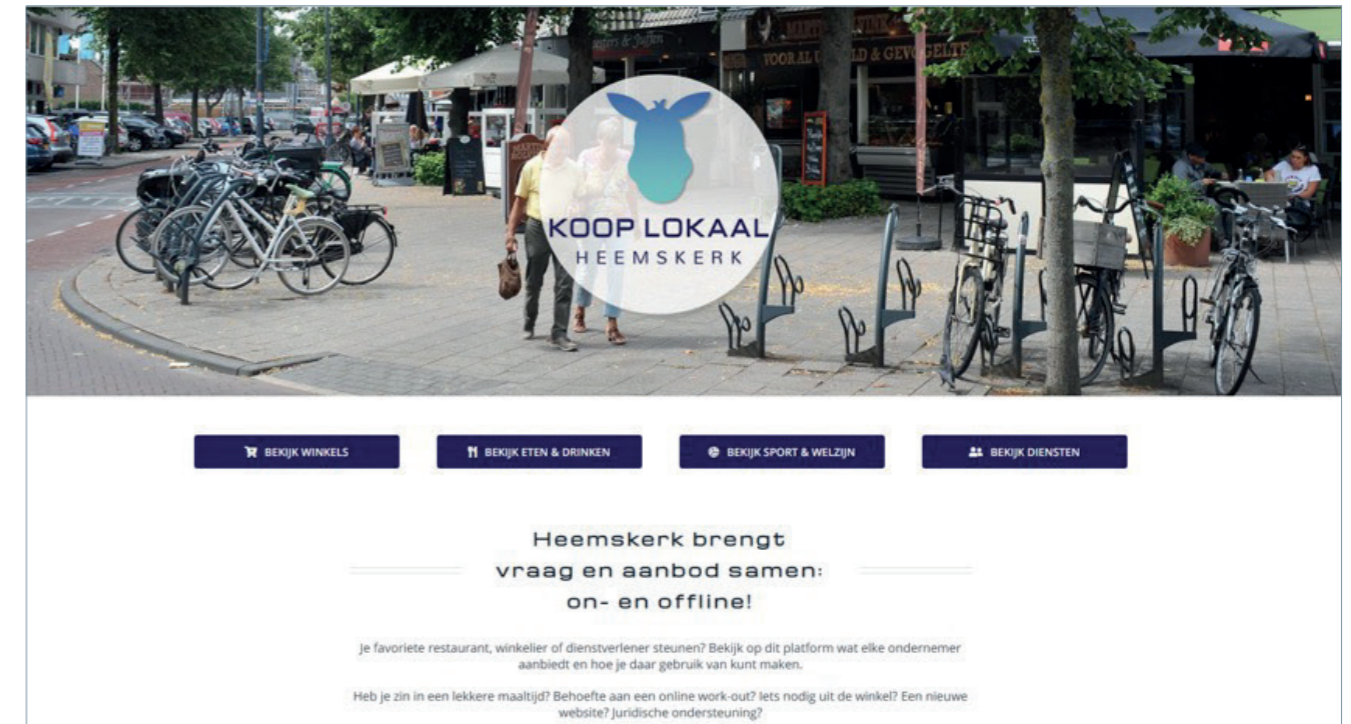 VOOR AL UW
KOOP LOKAAL
HEEMSKERK
BEKIJK WINKELS
BEKIJK ETEN & DRINKEN
BEKIJK SPORT & WELZIJN
BEKIJK DIENSTEN
Heemskerk brengt
vraag en aanbod samen:
on- en offline!
Je favoriete restaurant, winkelier of dienstverlener steunen? Bekijk op dit platform wat elke ondernemer
aanbiedt en hoe je daar gebruik van kunt maken.
Heb je zin in een lekkere maaltijd? Behoefte aan een online work-out? Iets nodig uit de winkel? Een nieuwe
website? Juridische ondersteuning?